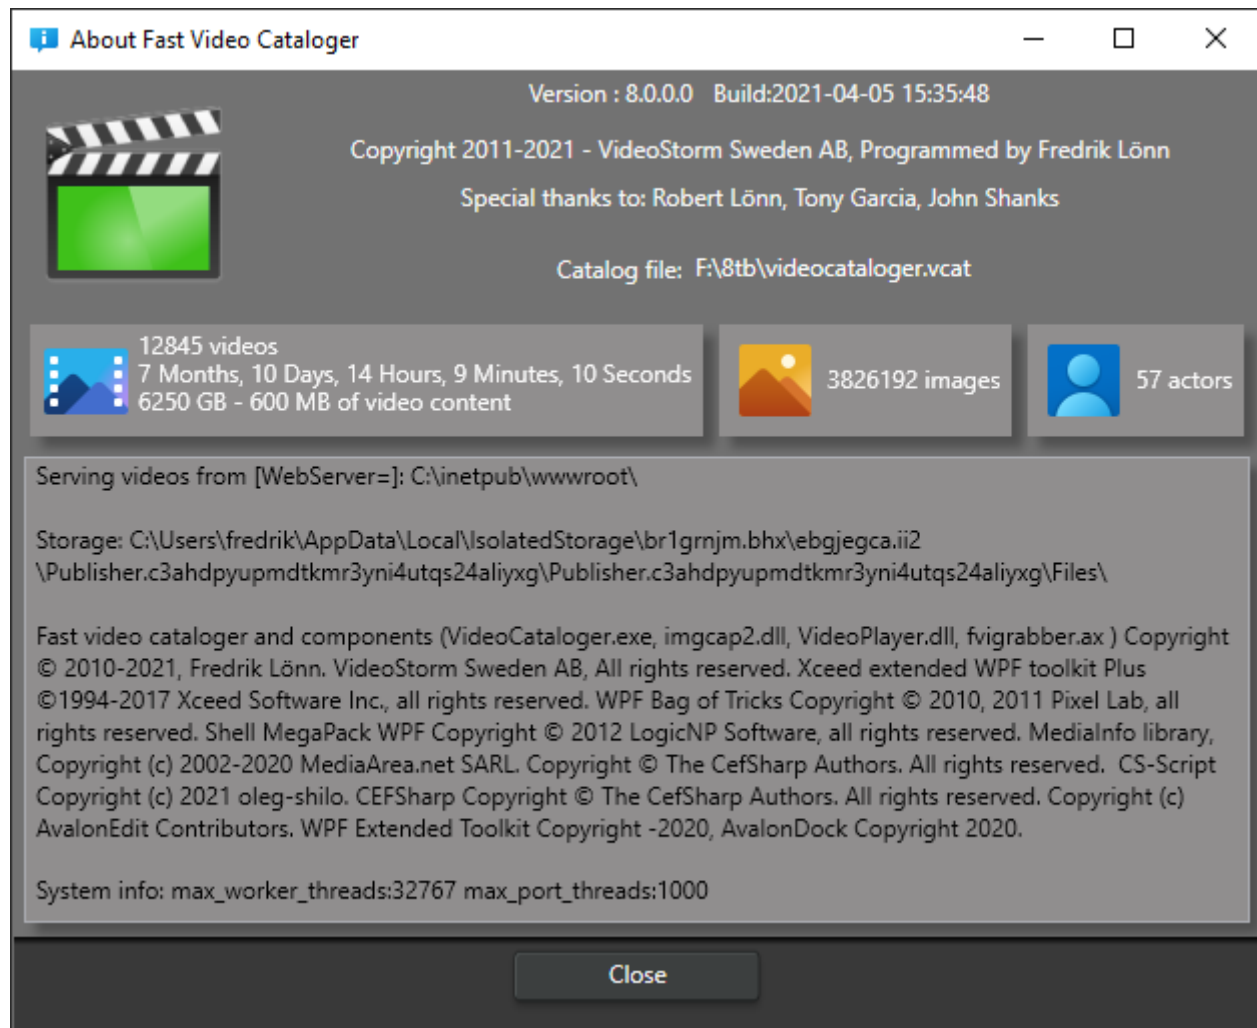 About Fast Video Cataloger
Version : 8.0.0.0 Build:2021-04-05 15:35:48
Copyright 2011-2021 - VideoStorm Sweden AB, Programmed by Fredrik Lönn
Special thanks to: Robert Lönn, Tony Garcia, John Shanks
Catalog file: F:\8tb\videocataloger.vcat
12845 videos
7 Months, 10 Days, 14 Hours, 9 Minutes, 10 Seconds
6250 GB - 600 MB of video content
3826192 images
57 actors
Serving videos from [WebServer=]: C:\inetpub\wwwroot\
Storage: C:\Users\fredrik\AppData\Local\IsolatedStorage\br1grnjm.bhx\ebgjegca.ii2
\Publisher.c3ahdpyupmdtkmr3yni4utqs24aliyxg\Publisher.c3ahdpyupmdtkmr3yni4utqs24aliyxg\Files\
Fast video cataloger and components (VideoCataloger.exe, imgcap2.dll, VideoPlayer.dll, fvigrabber.ax ) Copyright
© 2010-2021, Fredrik Lönn. VideoStorm Sweden AB, All rights reserved. Xceed extended WPF toolkit Plus
©1994-2017 Xceed Software Inc., all rights reserved. WPF Bag of Tricks Copyright © 2010, 2011 Pixel Lab, all
rights reserved. Shell MegaPack WPF Copyright © 2012 LogicNP Software, all rights reserved. MediaInfo library,
Copyright (c) 2002-2020 MediaArea.net SARL. Copyright © The CefSharp Authors. All rights reserved.  CS-Script
Copyright (c) 2021 oleg-shilo. CEFSharp Copyright © The CefSharp Authors. All rights reserved. Copyright (c)
AvalonEdit Contributors. WPF Extended Toolkit Copyright -2020, AvalonDock Copyright 2020.
System info: max_worker_threads:32767 max_port_threads:1000
Close